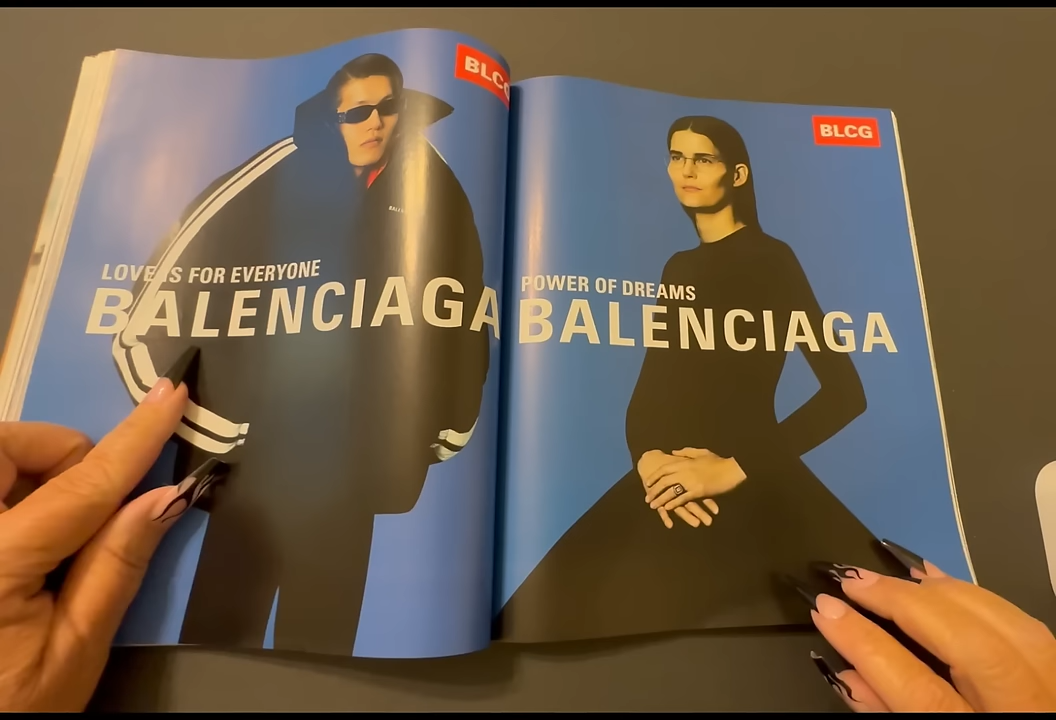 BLCG
LOVE IS FOR EVERYONE
BALENCIAGA
BLCG
POWER OF DREAMS
BALENCIAGA